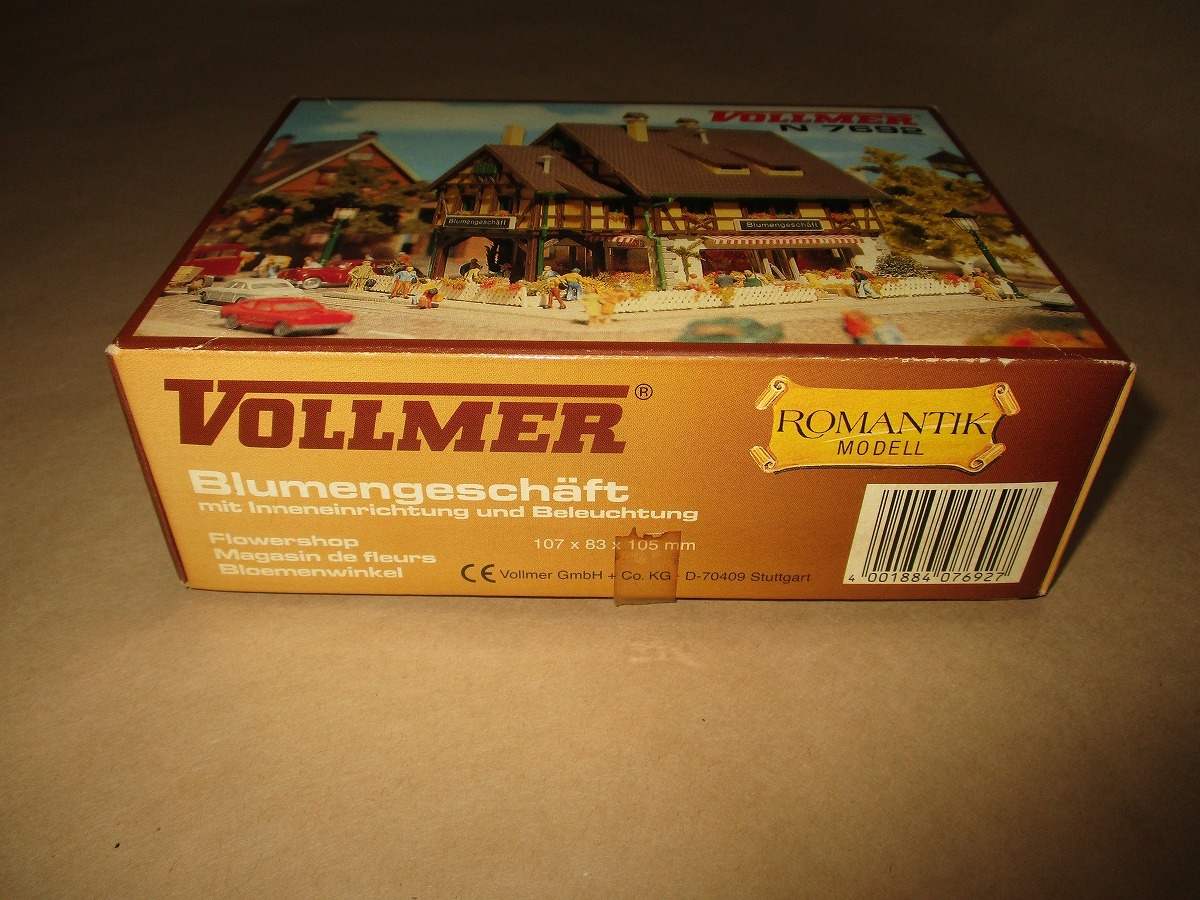 VOLLMER
N 7692
Blumengeschäft
Blumengeschäft
VOLLMER®
ROMANTIK
MODELL
Blumengeschäft
mit Inneneinrichtung und Beleuchtung
Flowershop
Magasin de fleurs
Bloemenwinkel
107 x 83 x 105 mm
CE Vollmer GmbH + Co. KG · D-70409 Stuttgart
4 001884 076927